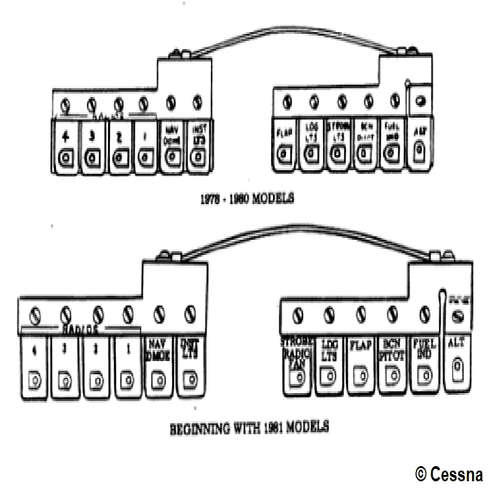 RADIOS
4 3 2 1 NAV DOME INST LTS
FLAP LDG LTS STROBE LTS BCN PITOT FUEL IND ALT
1978 - 1980 MODELS
RADIOS
4 3 2 1 NAV DMOE INST LTS
STROBE RADIO FAN LDG LTS FLAP BCN PITOT FUEL IND ALT
BEGINNING WITH 1981 MODELS
© Cessna